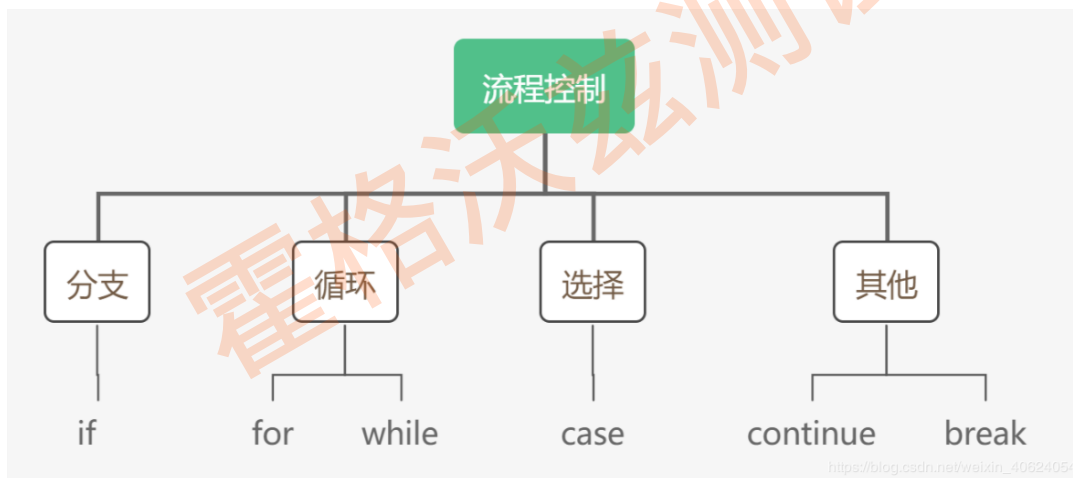 流程控制
分支 循环 选择 其他
if for while case continue break
霍格沃兹测
https://blog.csdn.net/weixin_4062405